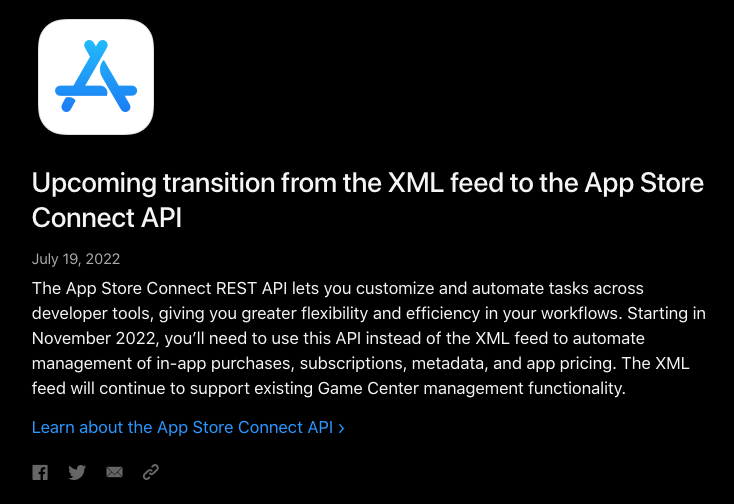 Upcoming transition from the XML feed to the App Store
Connect API
July 19, 2022
The App Store Connect REST API lets you customize and automate tasks across
developer tools, giving you greater flexibility and efficiency in your workflows. Starting in
November 2022, you’ll need to use this API instead of the XML feed to automate
management of in-app purchases, subscriptions, metadata, and app pricing. The XML
feed will continue to support existing Game Center management functionality.
Learn about the App Store Connect API ›